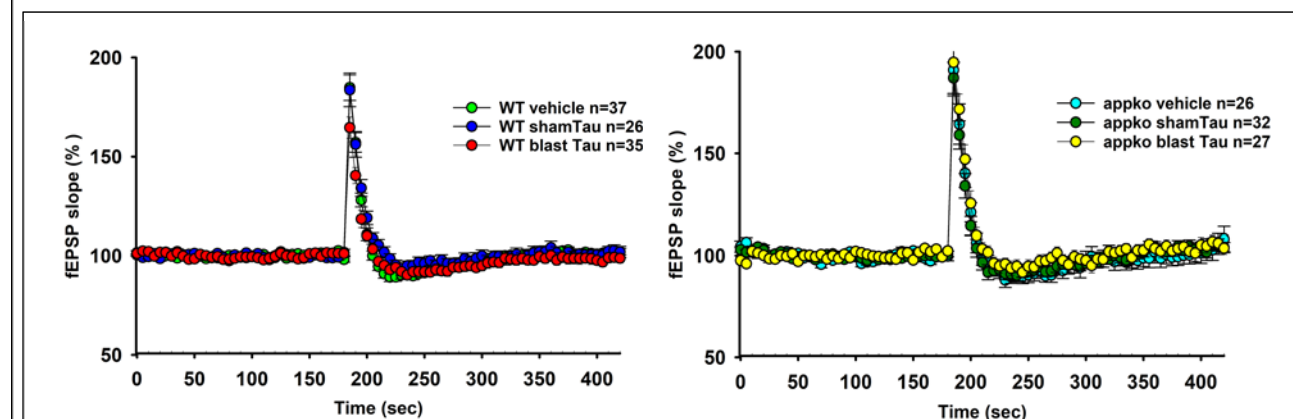 200
150
100
50
fEPSP slope (% )
WT vehicle n=37
WT shamTau n=26
WT blast Tau n=35
0 50 100 150 200 250 300 350 400
Time (sec)
200
150
100
50
fEPSP slope (% )
appko vehicle n=26
appko shamTau n=32
appko blast Tau n=27
0 50 100 150 200 250 300 350 400
Time (sec)